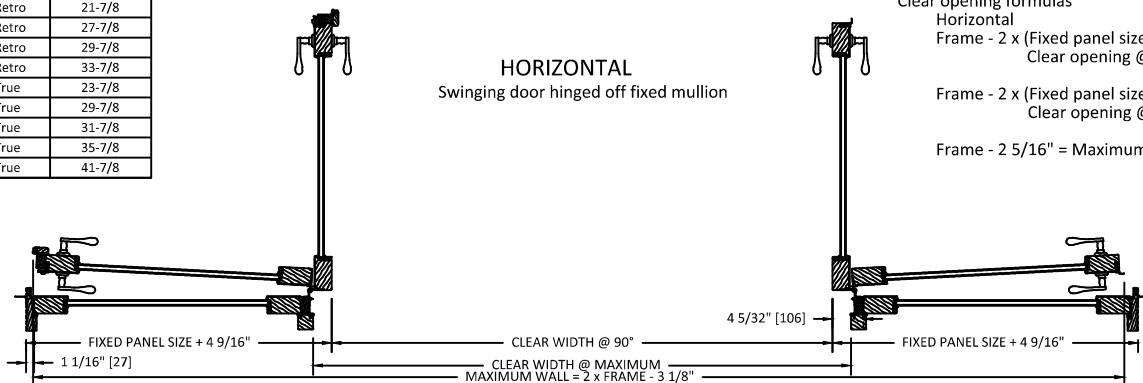 Retro 21-7/8
Retro 27-7/8
Retro 29-7/8
Retro 33-7/8
True 23-7/8
True 29-7/8
True 31-7/8
True 35-7/8
True 41-7/8
HORIZONTAL
Swinging door hinged off fixed mullion
Clear opening formulas
Horizontal
Frame - 2 x (Fixed panel size
Clear opening @
Frame - 2 x (Fixed panel size
Clear opening @
Frame - 2 5/16" = Maximum
4 5/32" [106]
FIXED PANEL SIZE + 4 9/16"
CLEAR WIDTH @ 90°
FIXED PANEL SIZE + 4 9/16"
1 1/16" [27]
CLEAR WIDTH @ MAXIMUM
MAXIMUM WALL = 2 x FRAME - 3 1/8"